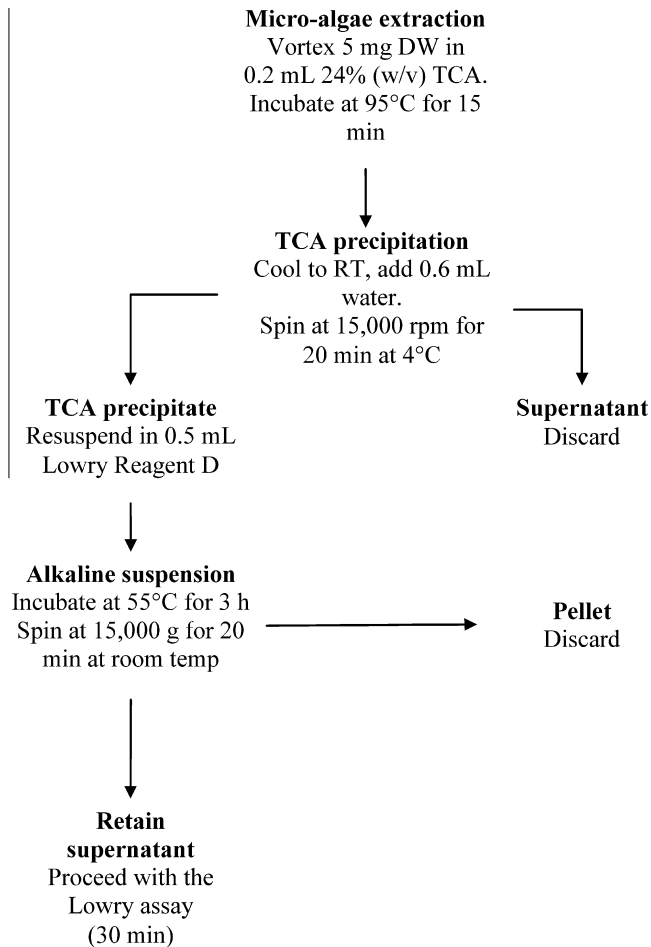 Micro-algae extraction
Vortex 5 mg DW in
0.2 mL 24% (w/v) TCA.
Incubate at 95°C for 15
min
TCA precipitation
Cool to RT, add 0.6 mL
water.
Spin at 15,000 rpm for
20 min at 4°C
TCA precipitate
Resuspend in 0.5 mL
Lowry Reagent D
Supernatant
Discard
Alkaline suspension
Incubate at 55°C for 3 h
Spin at 15,000 g for 20
min at room temp
Pellet
Discard
Retain
supernatant
Proceed with the
Lowry assay
(30 min)